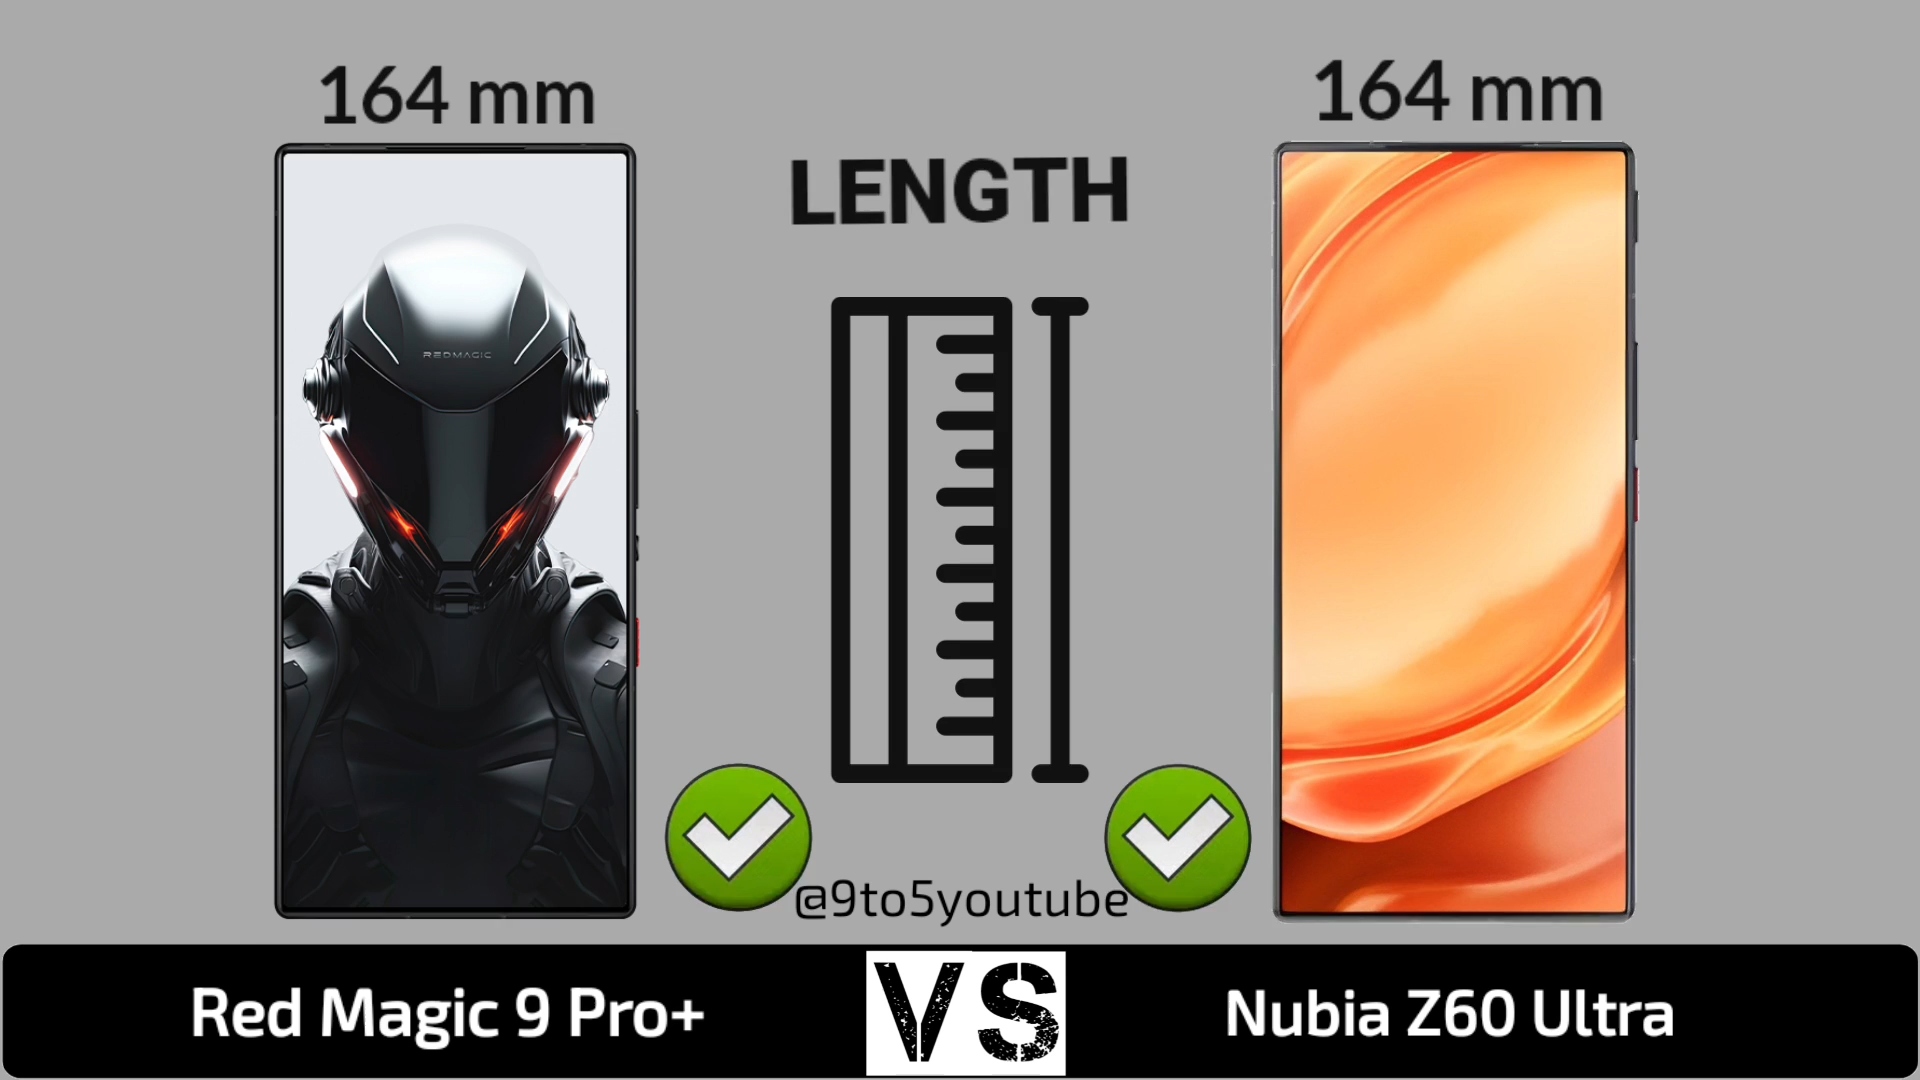 164 mm
164 mm
LENGTH
REDMAGIC
@9to5youtube
Red Magic 9 Pro+
VS
Nubia Z60 Ultra